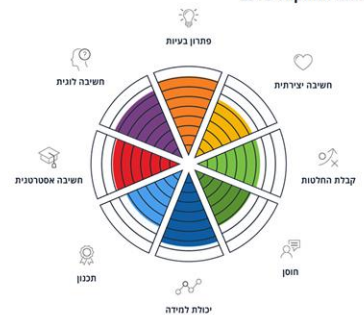 פתרון בעיות
חשיבה יצירתית
קבלת החלטות
חוסן
יכולת למידה
תכנון
חשיבה אסטרטגית
חשיבה לוגית